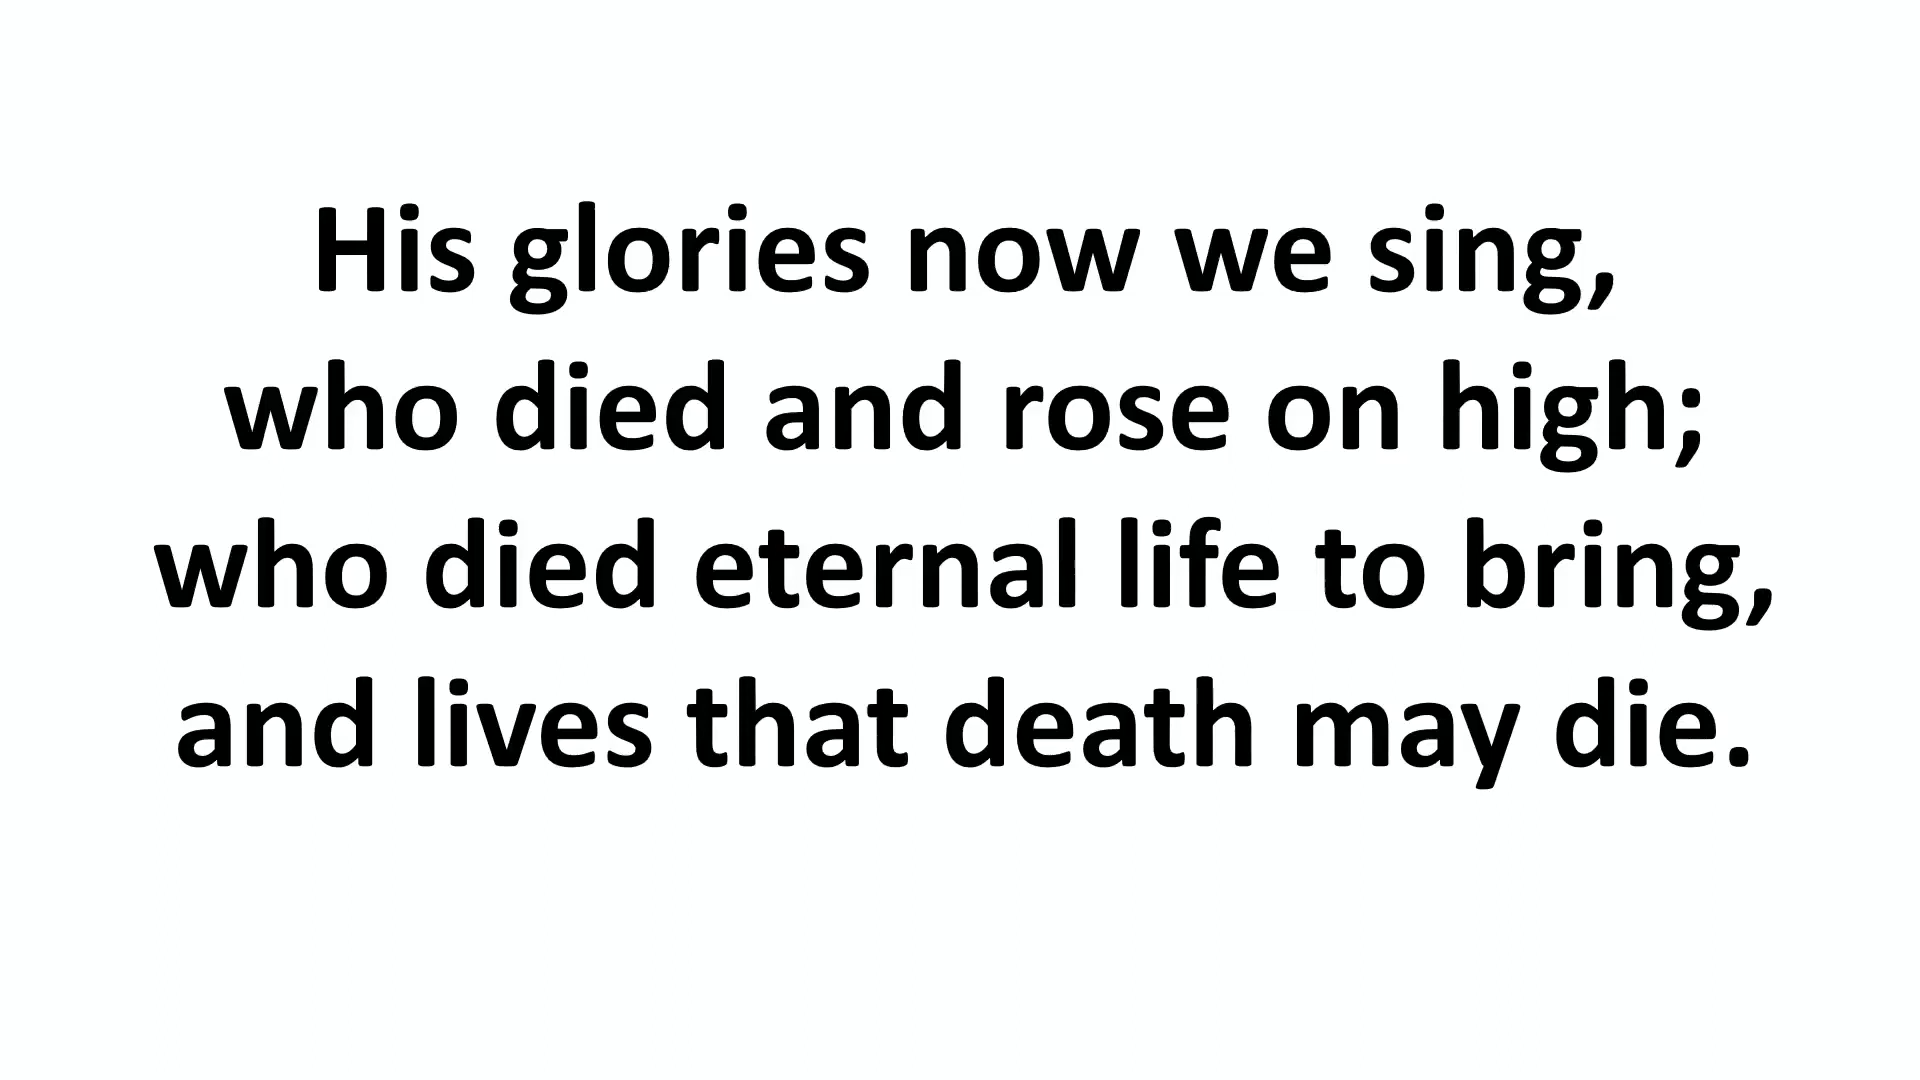 His glories now we sing,
who died and rose on high;
who died eternal life to bring,
and lives that death may die.